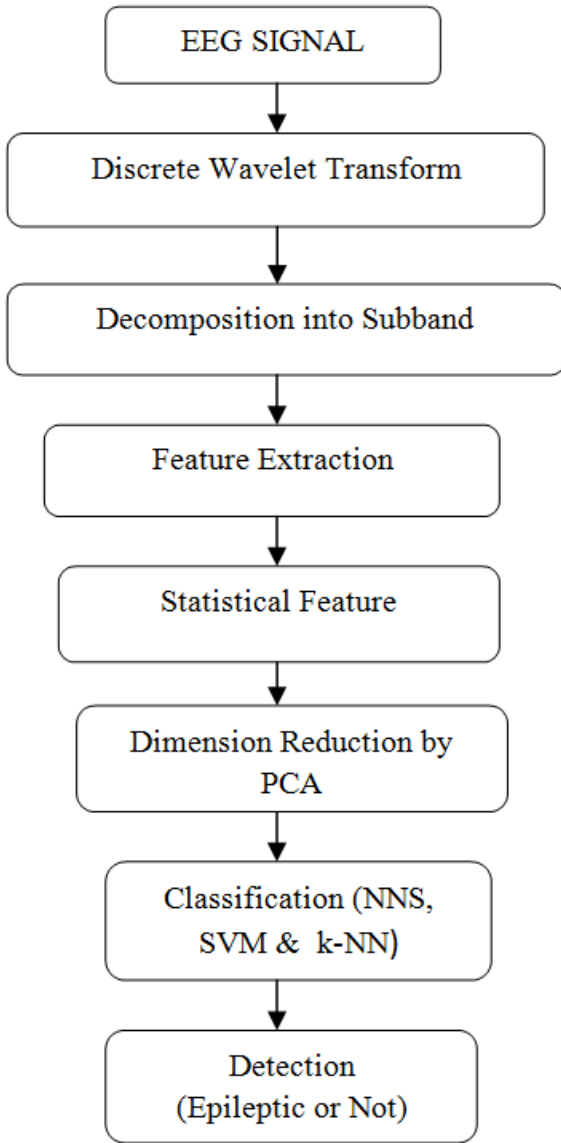 EEG SIGNAL
Discrete Wavelet Transform
Decomposition into Subband
Feature Extraction
Statistical Feature
Dimension Reduction by
PCA
Classification (NNS,
SVM & k-NN)
Detection
(Epileptic or Not)